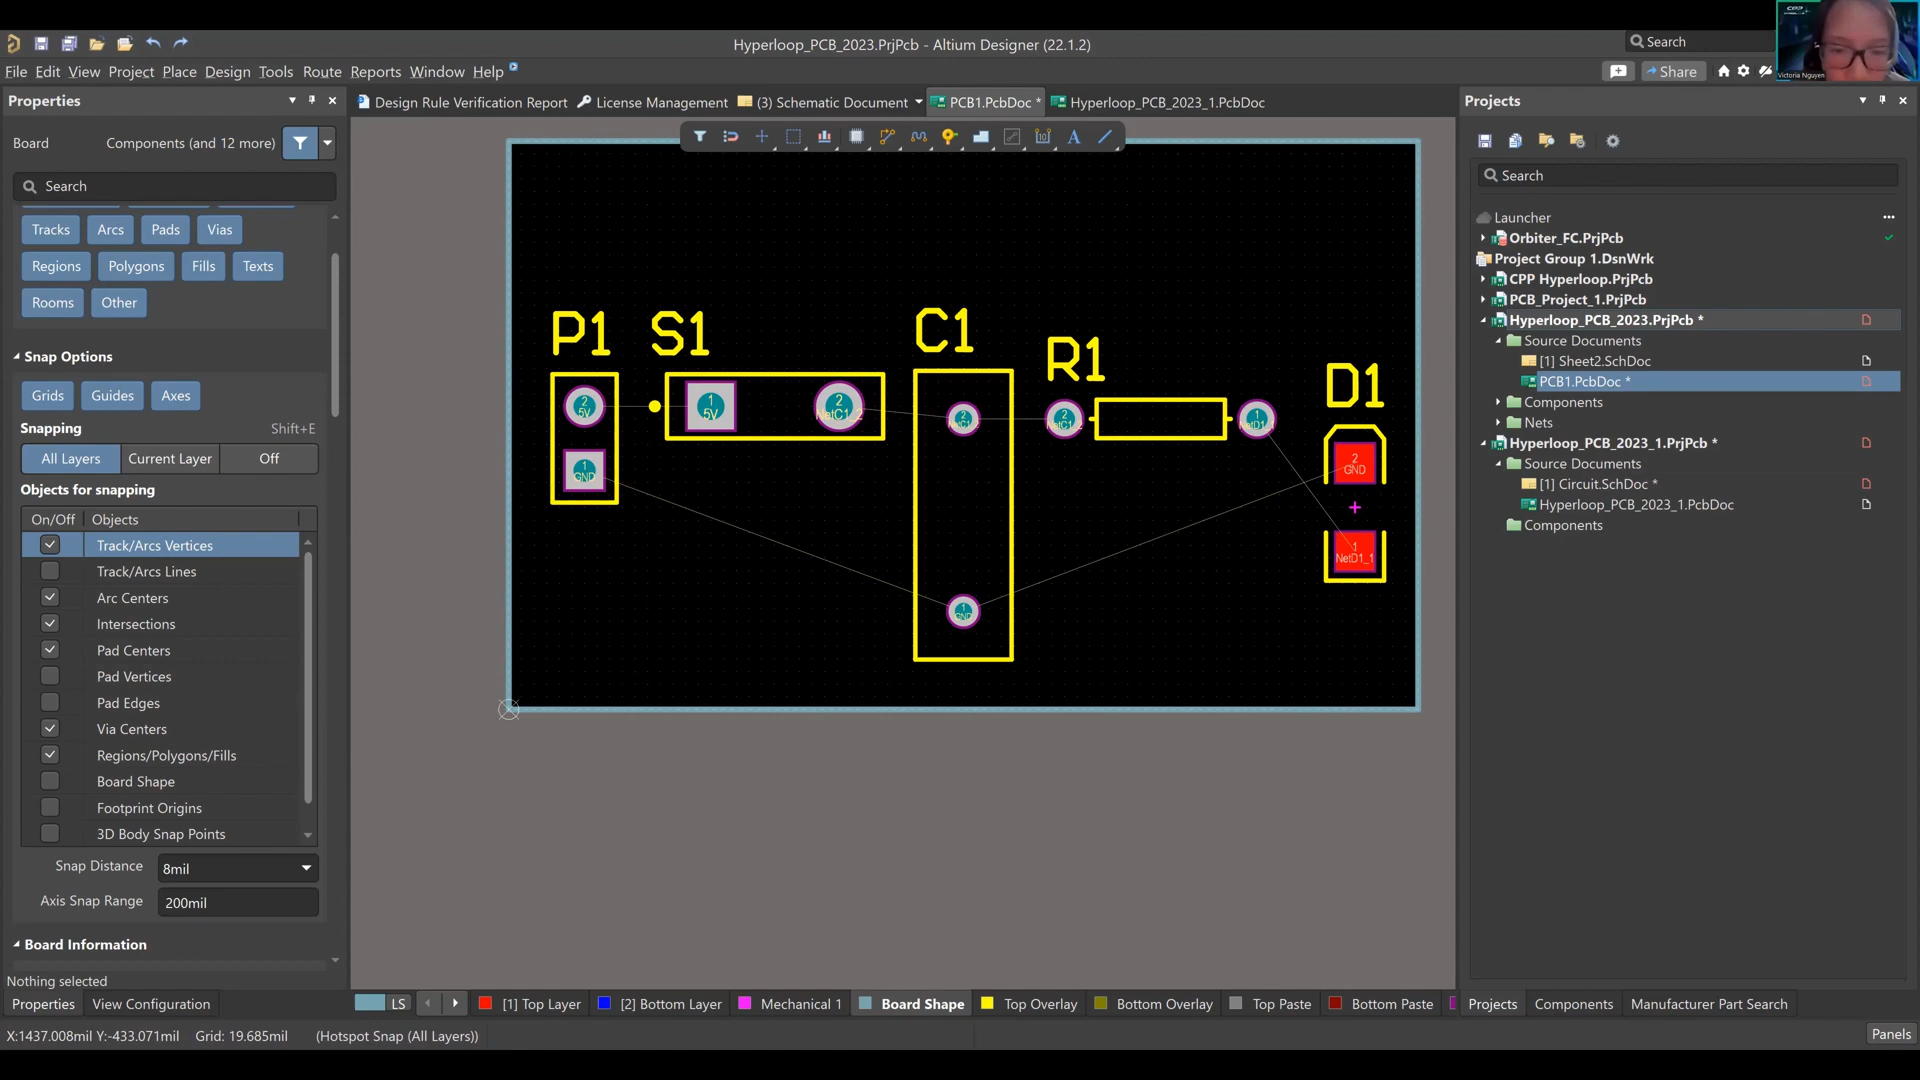 Hyperloop_PCB_2023.PrjPcb - Altium Designer (22.1.2)
Search
CPP
Victoria Nguyen
File Edit View Project Place Design Tools Route Reports Window Help
Share
Properties
Design Rule Verification Report
License Management
(3) Schematic Document
PCB1.PcbDoc *
Hyperloop_PCB_2023_1.PcbDoc
Projects
Board
Components (and 12 more)
Search
Tracks
Arcs
Pads
Vias
Regions
Polygons
Fills
Texts
Rooms
Other
Snap Options
Grids
Guides
Axes
Snapping
Shift+E
All Layers
Current Layer
Off
Objects for snapping
On/Off
Objects
Track/Arcs Vertices
Track/Arcs Lines
Arc Centers
Intersections
Pad Centers
Pad Vertices
Pad Edges
Via Centers
Regions/Polygons/Fills
Board Shape
Footprint Origins
3D Body Snap Points
Snap Distance
8mil
Axis Snap Range
200mil
Board Information
Nothing selected
Properties
View Configuration
P1
S1
C1
R1
D1
2
5V
1
GND
1
5V
2
NetC1_2
2
1
GND
2
1
2
GND
1
NetD1_1
Search
Launcher
Orbiter_FC.PrjPcb
Project Group 1.DsnWrk
CPP Hyperloop.PrjPcb
PCB_Project_1.PrjPcb
Hyperloop_PCB_2023.PrjPcb *
Source Documents
[1] Sheet2.SchDoc
PCB1.PcbDoc *
Components
Nets
Hyperloop_PCB_2023_1.PrjPcb *
Source Documents
[1] Circuit.SchDoc *
Hyperloop_PCB_2023_1.PcbDoc
Components
LS
[1] Top Layer
[2] Bottom Layer
Mechanical 1
Board Shape
Top Overlay
Bottom Overlay
Top Paste
Bottom Paste
Projects
Components
Manufacturer Part Search
X:1437.008mil Y:-433.071mil
Grid: 19.685mil
(Hotspot Snap (All Layers))
Panels